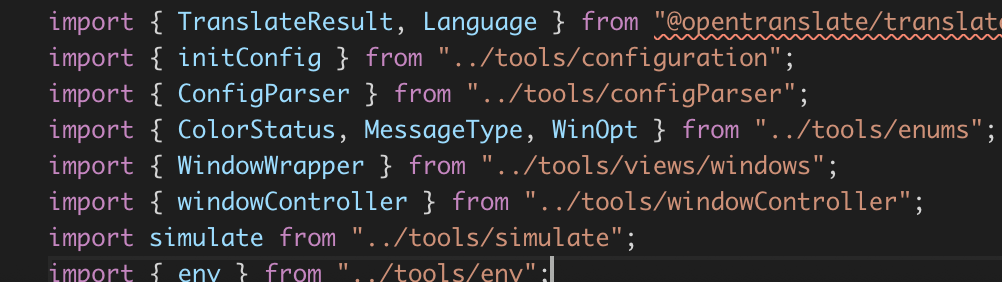 import { TranslateResult, Language } from "@opentranslate/translat
import { initConfig } from "../tools/configuration";
import { ConfigParser } from "../tools/configParser";
import { ColorStatus, MessageType, WinOpt } from "../tools/enums";
import { WindowWrapper } from "../tools/views/windows";
import { windowController } from "../tools/windowController";
import simulate from "../tools/simulate";
import { env } from "../tools/env";